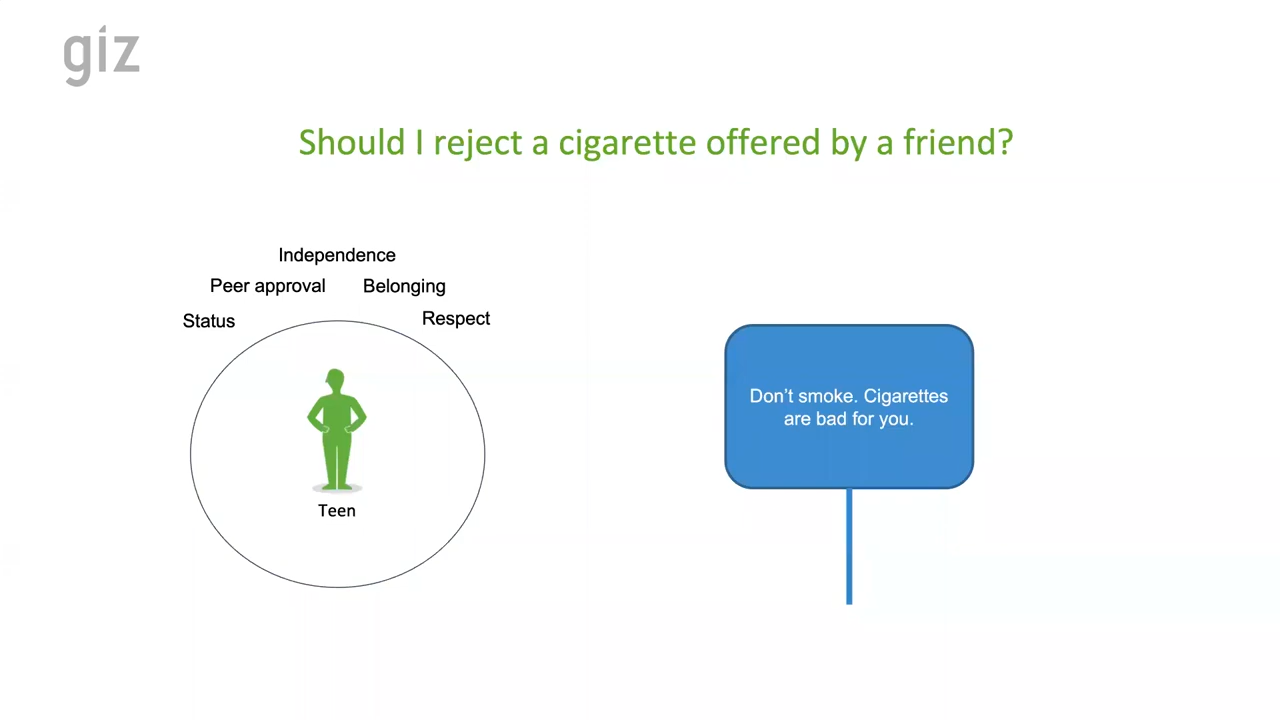 giz
Should I reject a cigarette offered by a friend?
Independence
Peer approval
Belonging
Status
Respect
Teen
Don’t smoke. Cigarettes
are bad for you.